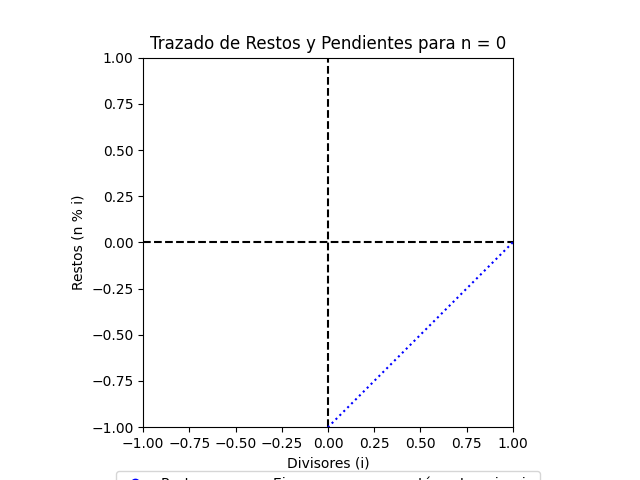 Trazado de Restos y Pendientes para n = 0
1.00
0.75
0.50
0.25
0.00
−0.25
−0.50
−0.75
−1.00
Restos (n % i)
−1.00 −0.75 −0.50 −0.25 0.00 0.25 0.50 0.75 1.00
Divisores (i)